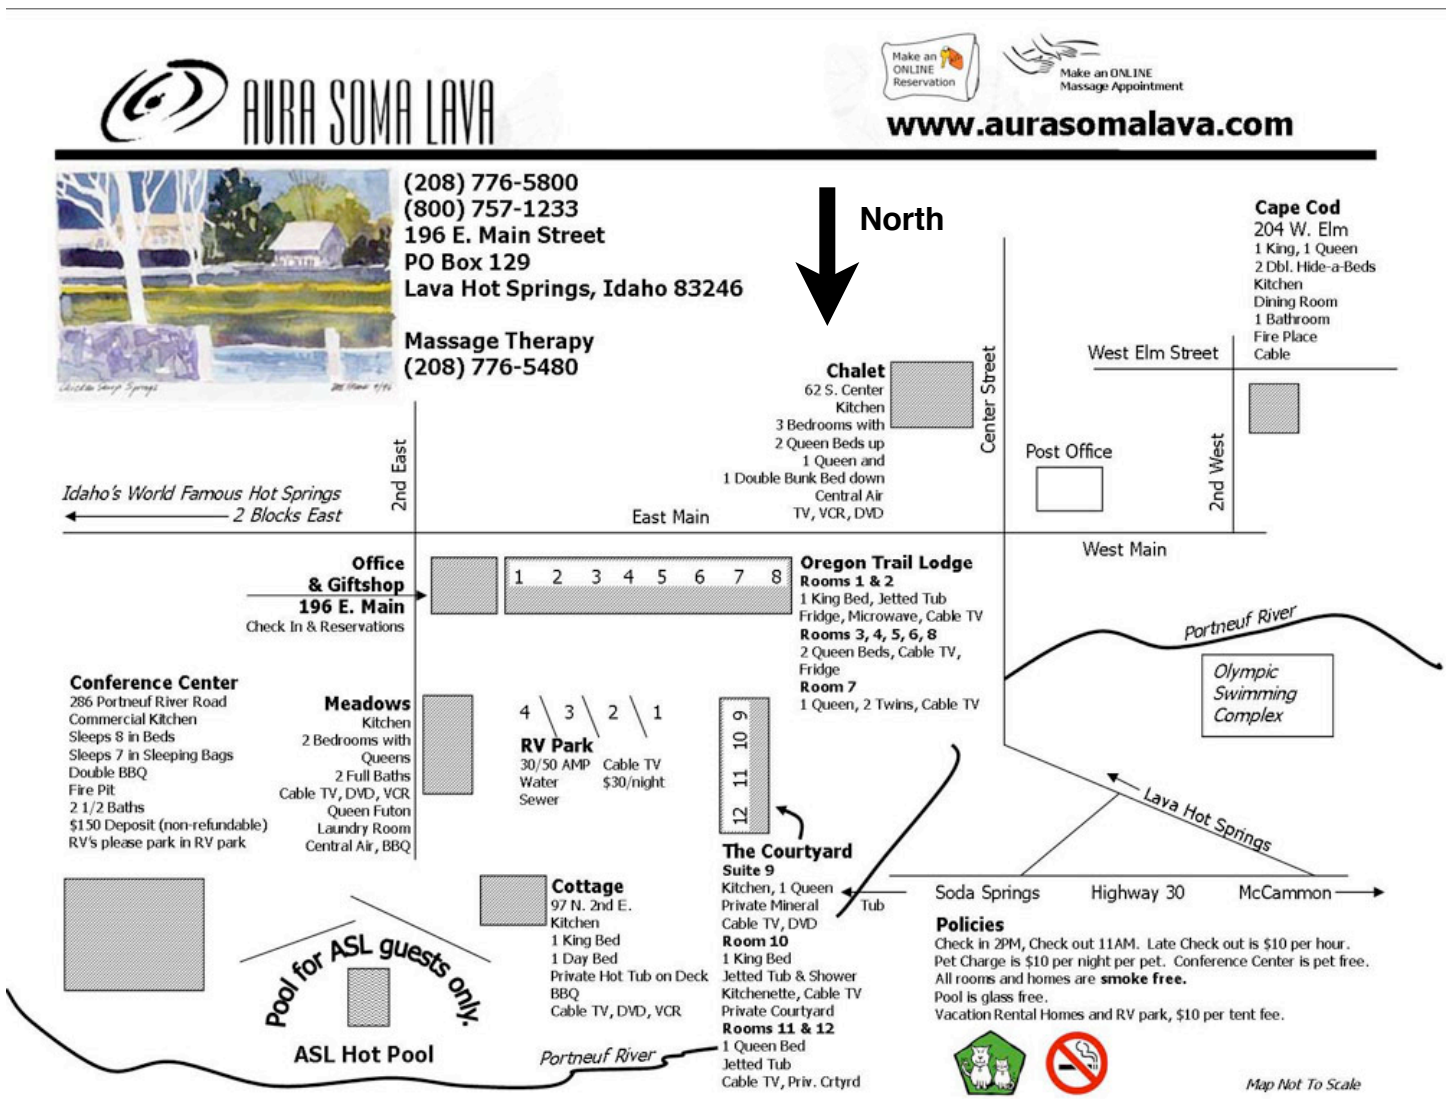 Make an
ONLINE
Reservation
Make an ONLINE
Massage Appointment
AURA SOMA LAVA
www.aurasomalava.com
(208) 776-5800
(800) 757-1233
196 E. Main Street
PO Box 129
Lava Hot Springs, Idaho 83246
Massage Therapy
(208) 776-5480
Chicken Soup Springs
North
Cape Cod
204 W. Elm
1 King, 1 Queen
2 Dbl. Hide-a-Beds
Kitchen
Dining Room
1 Bathroom
Fire Place
Cable
West Elm Street
Center Street
2nd West
Post Office
Chalet
62 S. Center
Kitchen
3 Bedrooms with
2 Queen Beds up
1 Queen and
1 Double Bunk Bed down
Central Air
TV, VCR, DVD
2nd East
Idaho's World Famous Hot Springs
2 Blocks East
East Main
West Main
Office
& Giftshop
196 E. Main
Check In & Reservations
1 2 3 4 5 6 7 8
Oregon Trail Lodge
Rooms 1 & 2
1 King Bed, Jetted Tub
Fridge, Microwave, Cable TV
Rooms 3, 4, 5, 6, 8
2 Queen Beds, Cable TV,
Fridge
Room 7
1 Queen, 2 Twins, Cable TV
Portneuf River
Olympic
Swimming
Complex
Conference Center
286 Portneuf River Road
Commercial Kitchen
Sleeps 8 in Beds
Sleeps 7 in Sleeping Bags
Double BBQ
Fire Pit
2 1/2 Baths
$150 Deposit (non-refundable)
RV's please park in RV park
Meadows
Kitchen
2 Bedrooms with
Queens
2 Full Baths
Cable TV, DVD, VCR
Queen Futon
Laundry Room
Central Air, BBQ
4 3 2 1
RV Park
30/50 AMP Cable TV
Water $30/night
Sewer
9
10
11
12
The Courtyard
Suite 9
Kitchen, 1 Queen
Private Mineral Tub
Cable TV, DVD
Room 10
1 King Bed
Jetted Tub & Shower
Kitchenette, Cable TV
Private Courtyard
Rooms 11 & 12
1 Queen Bed
Jetted Tub
Cable TV, Priv. Crtyrd
Lava Hot Springs
Soda Springs Highway 30 McCammon
Cottage
97 N. 2nd E.
Kitchen
1 King Bed
1 Day Bed
Private Hot Tub on Deck
BBQ
Cable TV, DVD, VCR
Pool for ASL guests only.
ASL Hot Pool
Portneuf River
Policies
Check in 2PM, Check out 11AM. Late Check out is $10 per hour.
Pet Charge is $10 per night per pet. Conference Center is pet free.
All rooms and homes are smoke free.
Pool is glass free.
Vacation Rental Homes and RV park, $10 per tent fee.
Map Not To Scale